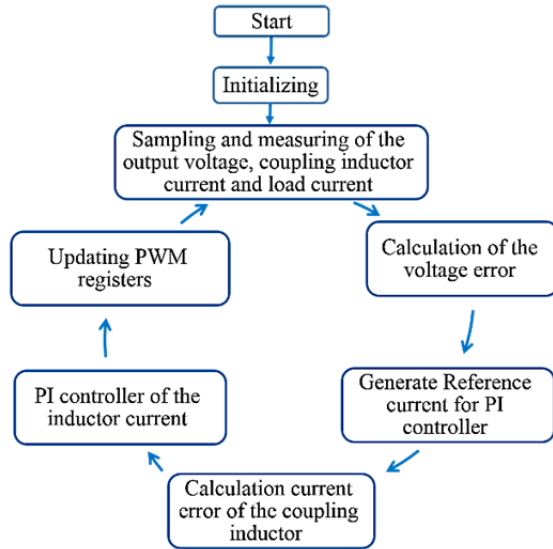 Start
Initializing
Sampling and measuring of the
output voltage, coupling inductor
current and load current
Calculation of the
voltage error
Generate Reference
current for PI
controller
Calculation current
error of the coupling
inductor
PI controller of the
inductor current
Updating PWM
registers